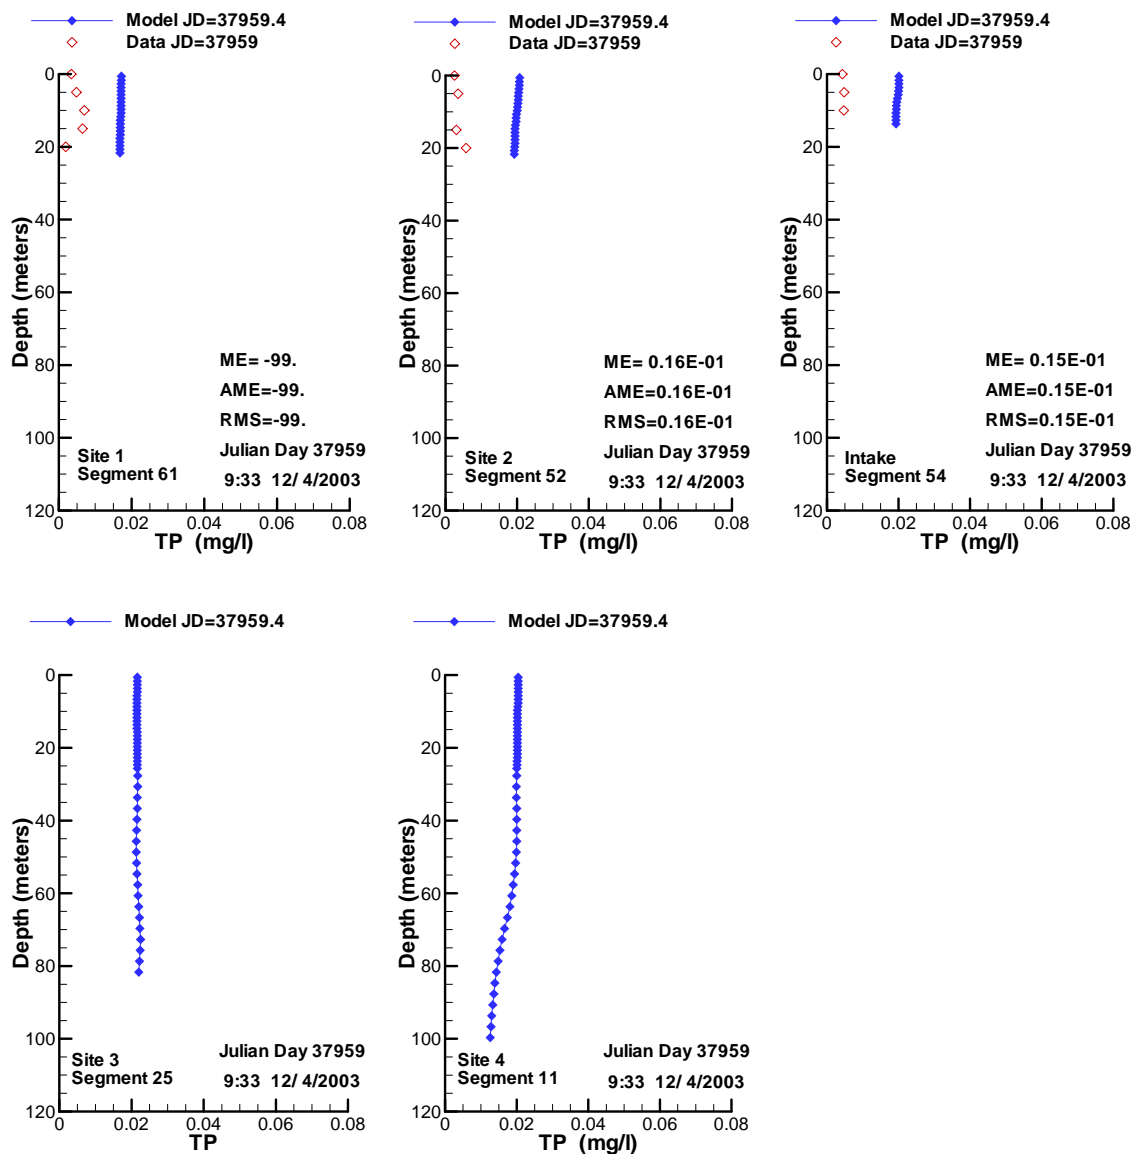 Model JD=37959.4
Data JD=37959
0
20
40
60
80
100
120
Depth (meters)
ME= -99.
AME=-99.
RMS=-99.
Julian Day 37959
9:33 12/ 4/2003
Site 1
Segment 61
0
0.02
0.04
0.06
0.08
TP (mg/l)
Model JD=37959.4
Data JD=37959
0
20
40
60
80
100
120
Depth (meters)
ME= 0.16E-01
AME=0.16E-01
RMS=0.16E-01
Julian Day 37959
9:33 12/ 4/2003
Site 2
Segment 52
0
0.02
0.04
0.06
0.08
TP (mg/l)
Model JD=37959.4
Data JD=37959
0
20
40
60
80
100
120
Depth (meters)
ME= 0.15E-01
AME=0.15E-01
RMS=0.15E-01
Julian Day 37959
9:33 12/ 4/2003
Intake
Segment 54
0
0.02
0.04
0.06
0.08
TP (mg/l)
Model JD=37959.4
0
20
40
60
80
100
120
Depth (meters)
Julian Day 37959
9:33 12/ 4/2003
Site 3
Segment 25
0
0.02
0.04
0.06
0.08
TP
Model JD=37959.4
0
20
40
60
80
100
120
Depth (meters)
Julian Day 37959
9:33 12/ 4/2003
Site 4
Segment 11
0
0.02
0.04
0.06
0.08
TP (mg/l)